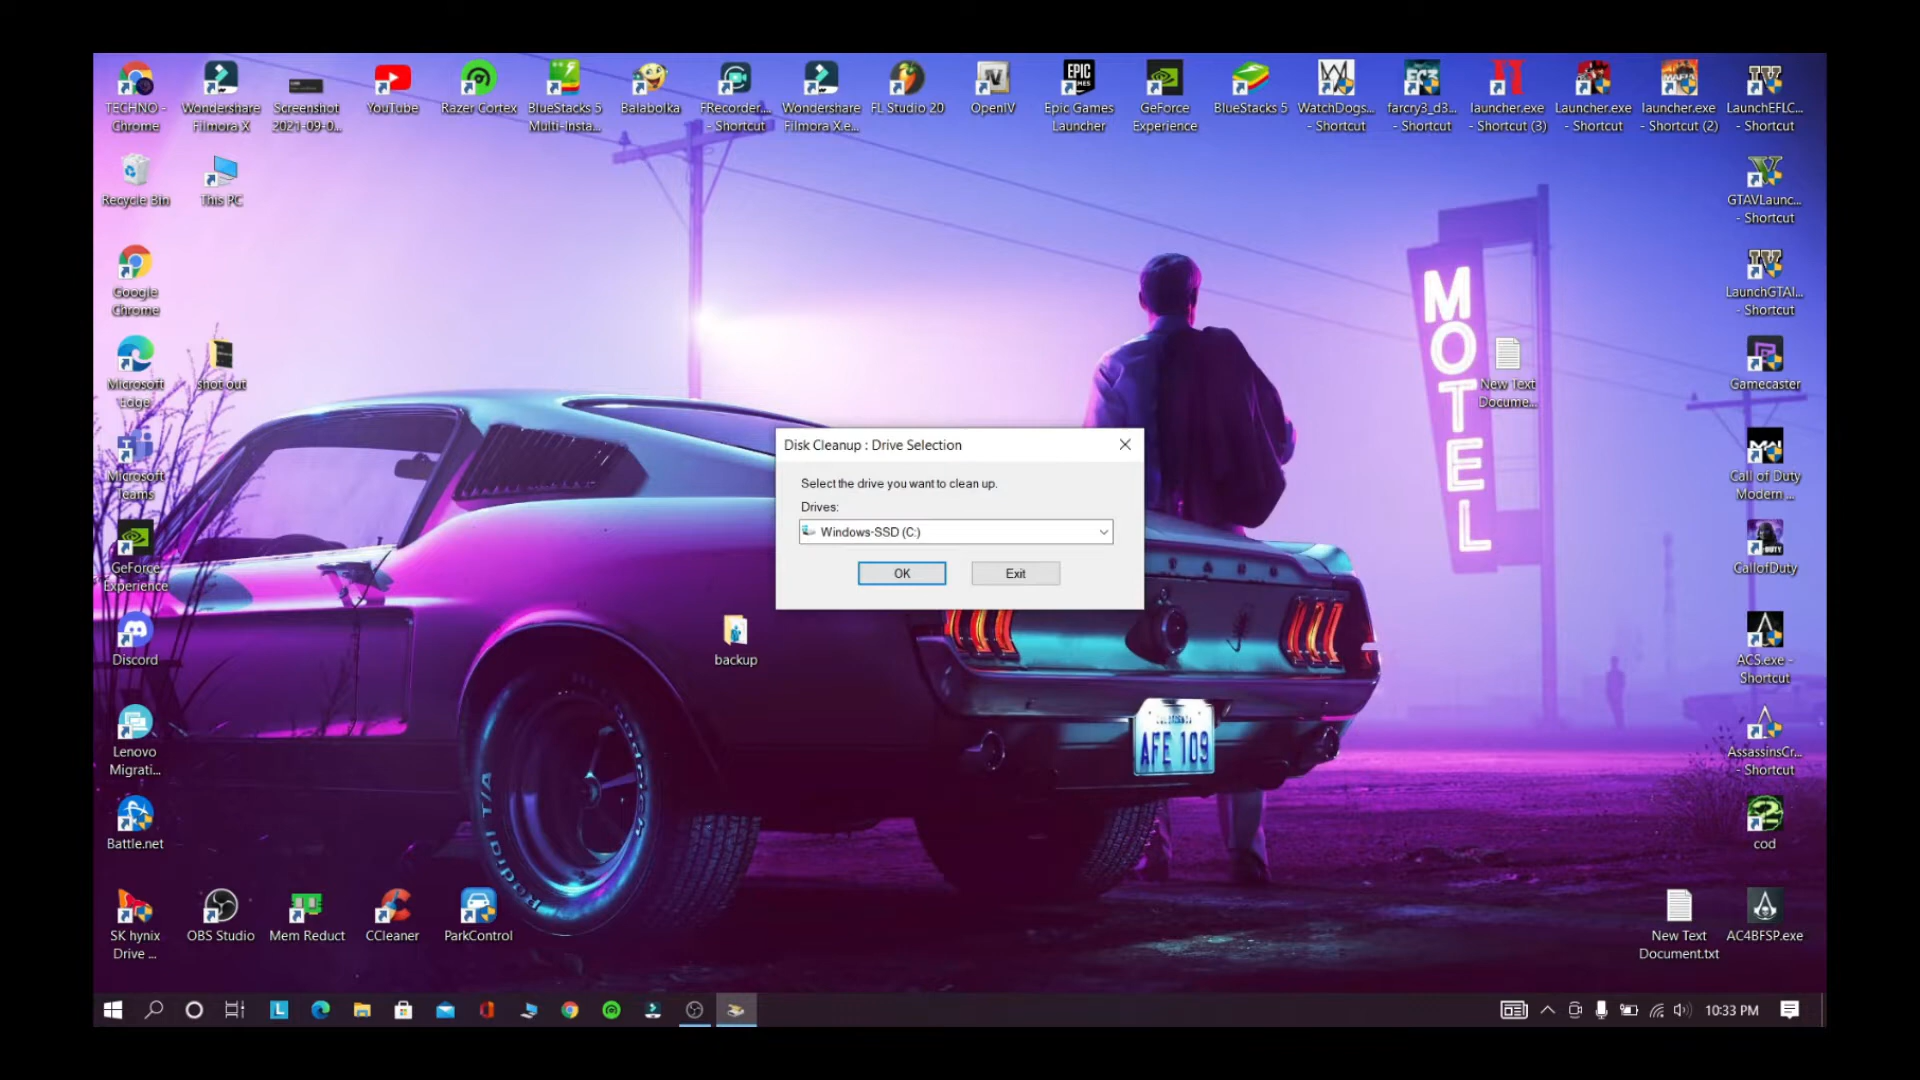 TECHNO -
Chrome
Wondershare
Filmora X
Screenshot
2021-09-0...
YouTube
Razer Cortex
BlueStacks 5
Multi-Insta...
Balabolka
FRecorder....
- Shortcut
Wondershare
Filmora X.e...
FL Studio 20
OpenIV
EPIC
GAMES
Epic Games
Launcher
GeForce
Experience
BlueStacks 5
WatchDogs...
- Shortcut
FC3
farcry3_d3...
- Shortcut
launcher.exe
- Shortcut (3)
Launcher.exe
- Shortcut
launcher.exe
- Shortcut (2)
IV
LaunchEFLC...
- Shortcut
Recycle Bin
This PC
V
GTAVLaunc...
- Shortcut
Google
Chrome
IV
LaunchGTAI...
- Shortcut
MOTEL
Microsoft
Edge
shot out
New Text
Docume...
Gamecaster
Disk Cleanup : Drive Selection
Select the drive you want to clean up.
Drives:
Windows-SSD (C:)
OK
Exit
Microsoft
Teams
Call of Duty
Modern ...
GeForce
Experience
CallofDuty
Discord
backup
ACS.exe -
Shortcut
Lenovo
Migrati...
AFE 109
AssassinsCr...
- Shortcut
Radial T/A
Battle.net
cod
SK hynix
Drive ...
OBS Studio
Mem Reduct
CCleaner
ParkControl
New Text
Document.txt
AC4BFSP.exe
L
10:33 PM